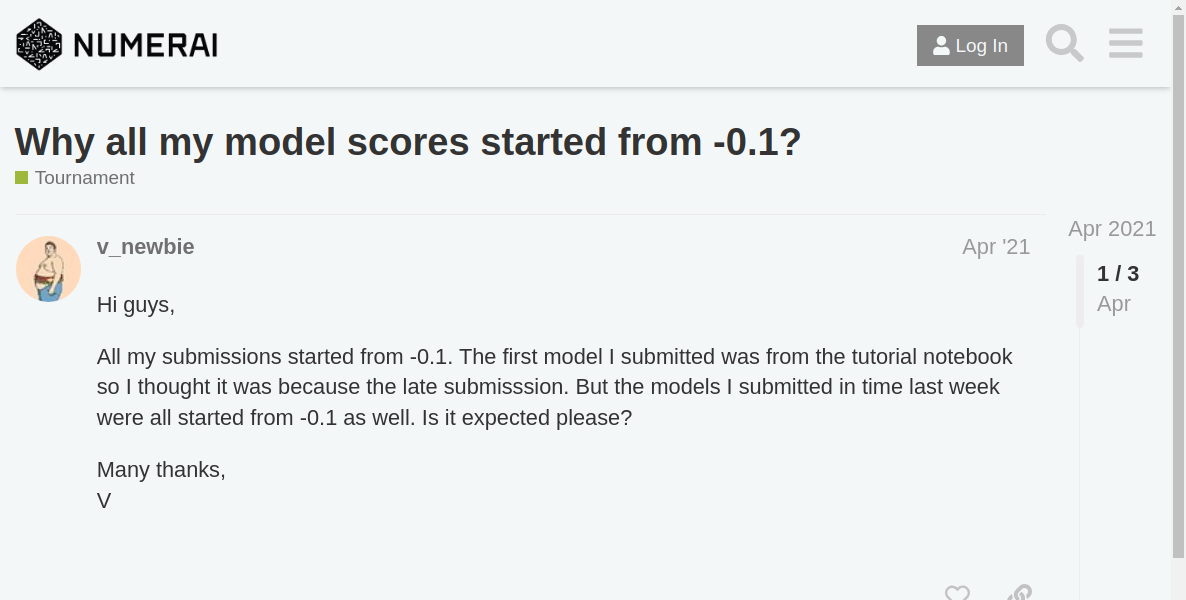 NUMERAI
Log In
Why all my model scores started from -0.1?
Tournament
v_newbie
Apr '21
Hi guys,
All my submissions started from -0.1. The first model I submitted was from the tutorial notebook
so I thought it was because the late submisssion. But the models I submitted in time last week
were all started from -0.1 as well. Is it expected please?
Many thanks,
V
Apr 2021
1 / 3
Apr